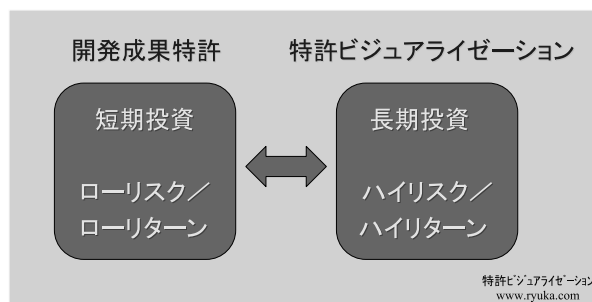 開発成果特許
特許ビジュアライゼーション
短期投資
長期投資
ローリスク／
ローリターン
ハイリスク／
ハイリターン
特許ﾋﾞｼﾞｭｱﾗｲｾﾞｰｼｮﾝ
www.ryuka.com